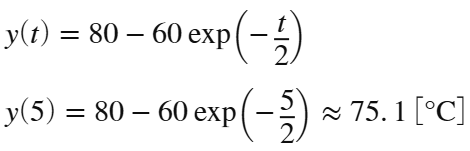 y(t) = 80 − 60 exp(−t/2)
y(5) = 80 − 60 exp(−5/2) ≈ 75.1 [°C]